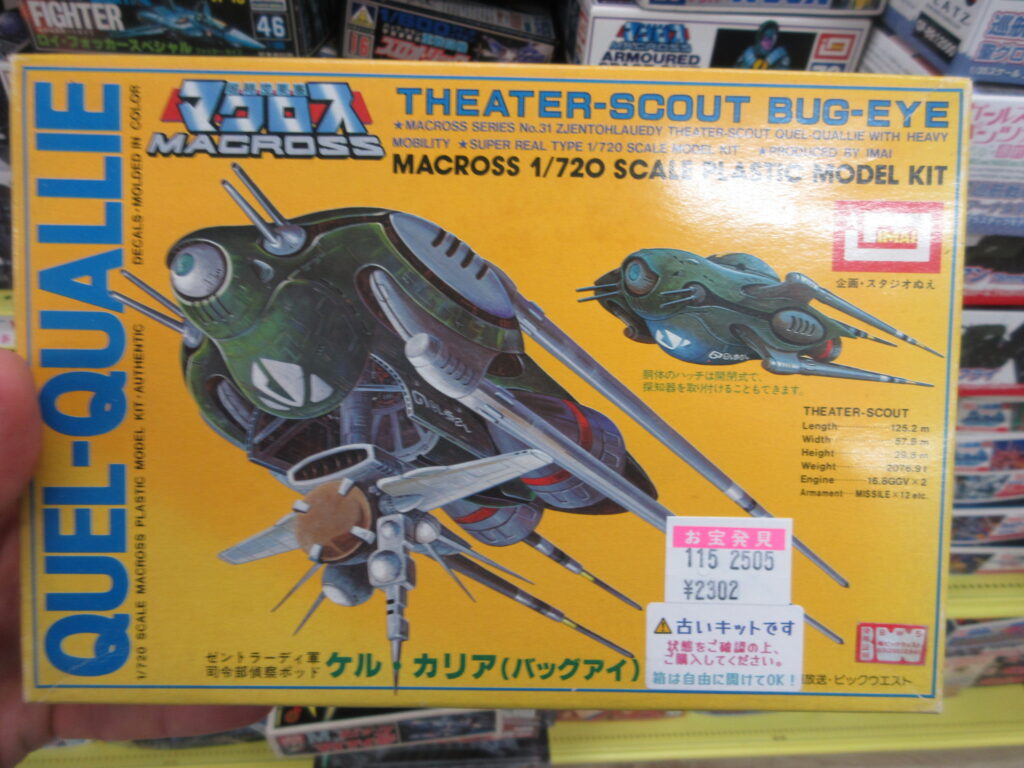 FIGHTER
46
16
ARMOURED
マクロス
MACROSS
THEATER-SCOUT BUG-EYE
★MACROSS SERIES No.31 ZJENTOHLAUEDY THEATER-SCOUT QUEL-QUALLIE WITH HEAVY
MOBILITY ★SUPER REAL TYPE 1/720 SCALE MODEL KIT ★PRODUCED BY IMAI
MACROSS 1/720 SCALE PLASTIC MODEL KIT
QUEL-QUALLIE
1/720 SCALE MACROSS PLASTIC MODEL KIT・AUTHENTIC DECALS・MOLDED IN COLOR
IMAI
企画・スタジオぬえ
胴体のハッチは開閉式で、
探知器を取り付けることもできます。
THEATER-SCOUT
Length 125.2 m
Width 57.9 m
Height 29.8 m
Weight 2076.9 t
Engine 16.8GGV×2
Armament MISSILE×12 etc.
お宝発見
115 2505
¥2302
古いキットです
状態をご確認の上、
ご購入してください。
箱は自由に開けてOK!
ゼントラーディ軍
司令部偵察ポッド
ケル・カリア(バッグアイ)
放送・ビックウエスト